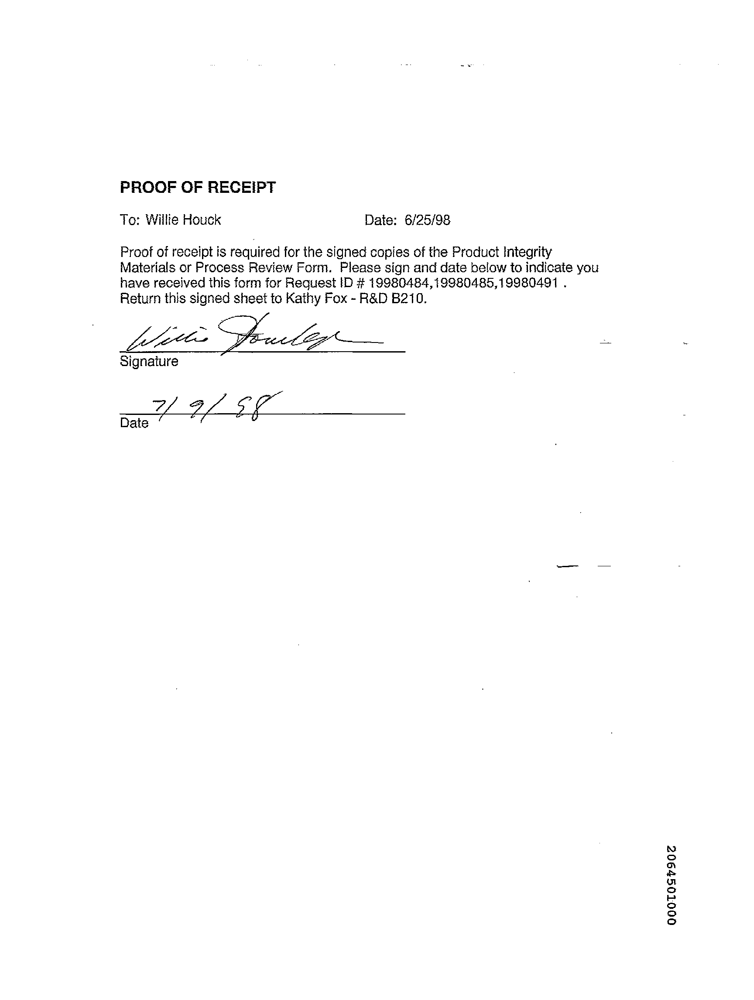 PROOF OF RECEIPT
To: Willie Houck Date: 6/25/98
Proof of receipt is required for the signed copies of the Product Integrity
Materials or Process Review Form. Please sign and date below to indicate you
have received this form for Request ID # 19980484,19980485,19980491 .
Return this signed sheet to Kathy Fox - R&D B210.
Willie
Signature
7/9/98
Date
2064501000